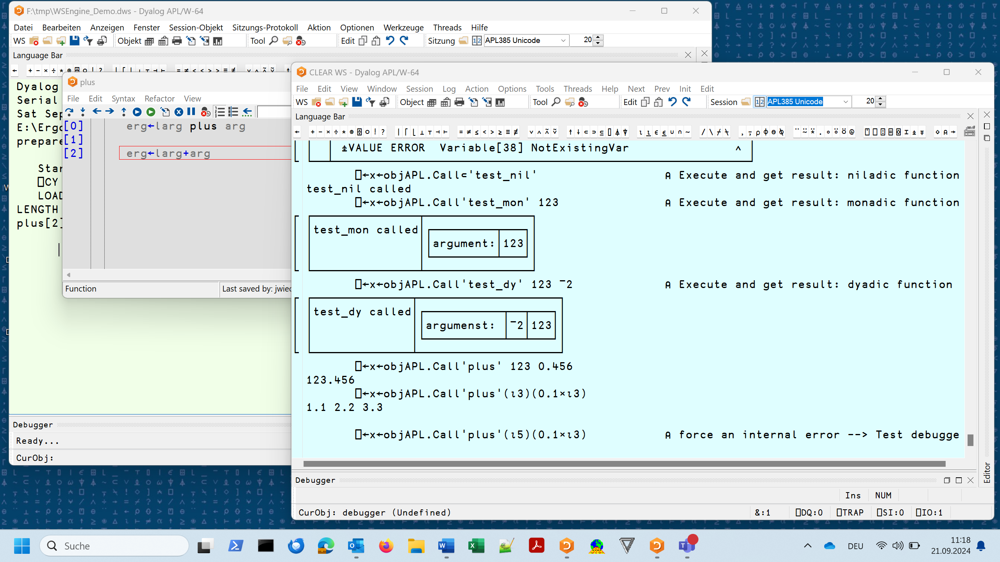 F:\tmp\WSEngine_Demo.dws - Dyalog APL/W-64
Datei Bearbeiten Anzeigen Fenster Session-Objekt Sitzungs-Protokoll Aktion Optionen Werkzeuge Threads Hilfe
WS Objekt Tool Edit Sitzung APL385 Unicode 20
Language Bar
Dyalog
Serial
Sat Sep
E:\Ergo
prepare
Star
⎕CY
LOAD
LENGTH
plus[2]
Debugger
Ready...
CurObj:
plus
File Edit Syntax Refactor View
[0] erg←larg plus arg
[1]
[2] erg←larg+arg
Function Last saved by: jwied
CLEAR WS - Dyalog APL/W-64
File Edit View Window Session Log Action Options Tools Threads Help Next Prev Init Edit
WS Object Tool Edit Session APL385 Unicode 20
Language Bar
← + - × ÷ * ⍟ ⌹ ○ ! ? | ⌈ ⌊ ⊥ ⊤ ⊣ ⊢ = ≠ ≤ < > ≥ ≡ ≢ ∨ ∧ ⍲ ⍱ ↑ ↓ ⊂ ⊃ ⊆ ⌷ ⍋ ⍒ ⍳ ⍸ ∊ ⍷ ∪ ∩ ~ / \ ⌿ ⍀ , ⍪ ⍴ ⌽ ⊖ ⍉ ¨ ⍨ ⍣ . ∘ ⍤ ⍥ @ ⍞ ⎕ ⍠ ⌸ ⌺ ⌶ ⍎ ⍕ ⋄ ⍝ →
⍎VALUE ERROR Variable[38] NotExistingVar ^
⎕←x←objAPL.Call⊂'test_nil' ⍝ Execute and get result: niladic function
test_nil called
⎕←x←objAPL.Call'test_mon' 123 ⍝ Execute and get result: monadic function
test_mon called
argument: 123
⎕←x←objAPL.Call'test_dy' 123 ¯2 ⍝ Execute and get result: dyadic function
test_dy called
argumenst: ¯2 123
⎕←x←objAPL.Call'plus' 123 0.456
123.456
⎕←x←objAPL.Call'plus'(⍳3)(0.1×⍳3)
1.1 2.2 3.3
⎕←x←objAPL.Call'plus'(⍳5)(0.1×⍳3) ⍝ force an internal error --> Test debugge
Editor
Debugger
Ins NUM
CurObj: debugger (Undefined) &:1 ⎕DQ:0 ⎕TRAP ⎕SI:0 ⎕IO:1
Suche
DEU
11:18
21.09.2024